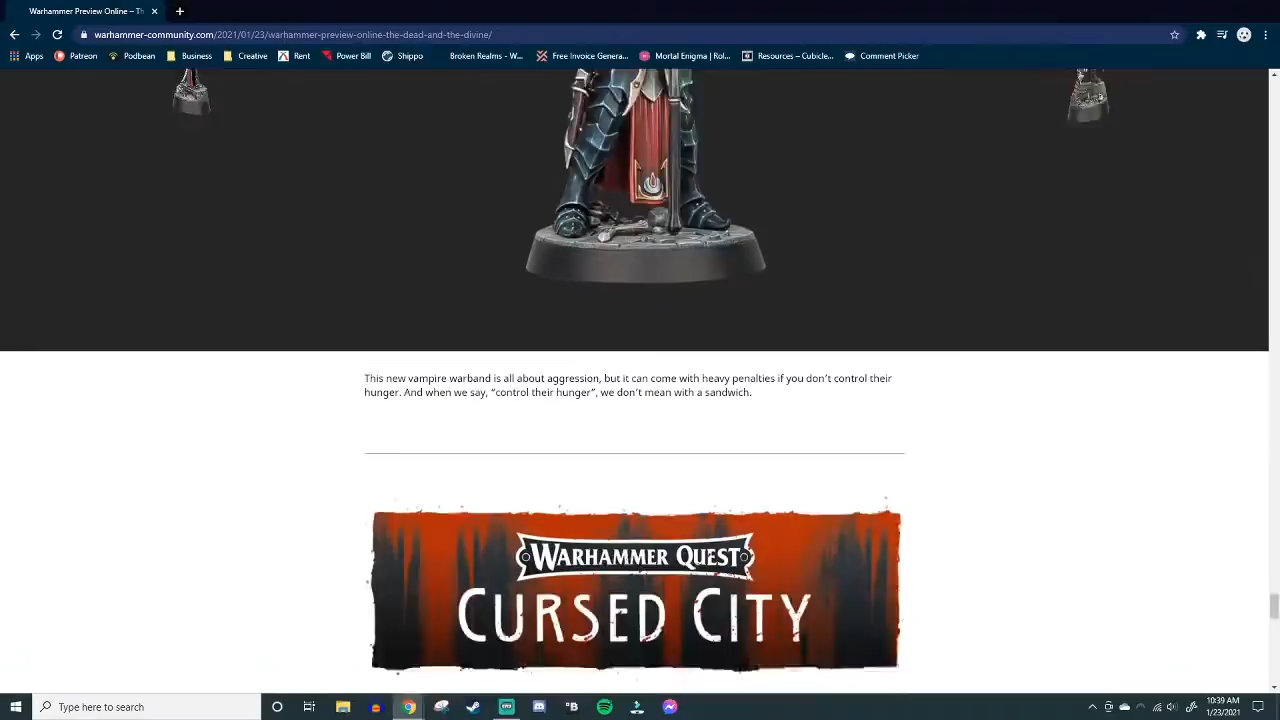 Warhammer Preview Online – Th
warhammer-community.com/2021/01/23/warhammer-preview-online-the-dead-and-the-divine/
Apps Patreon Podbean Business Creative Rent Power Bill Shippo Broken Realms - W... Free Invoice Genera... Mortal Enigma | Rol... Resources – Cubicle... Comment Picker
This new vampire warband is all about aggression, but it can come with heavy penalties if you don’t control their
hunger. And when we say, “control their hunger”, we don’t mean with a sandwich.
WARHAMMER QUEST
CURSED CITY
Type here to search
10:39 AM
1/23/2021